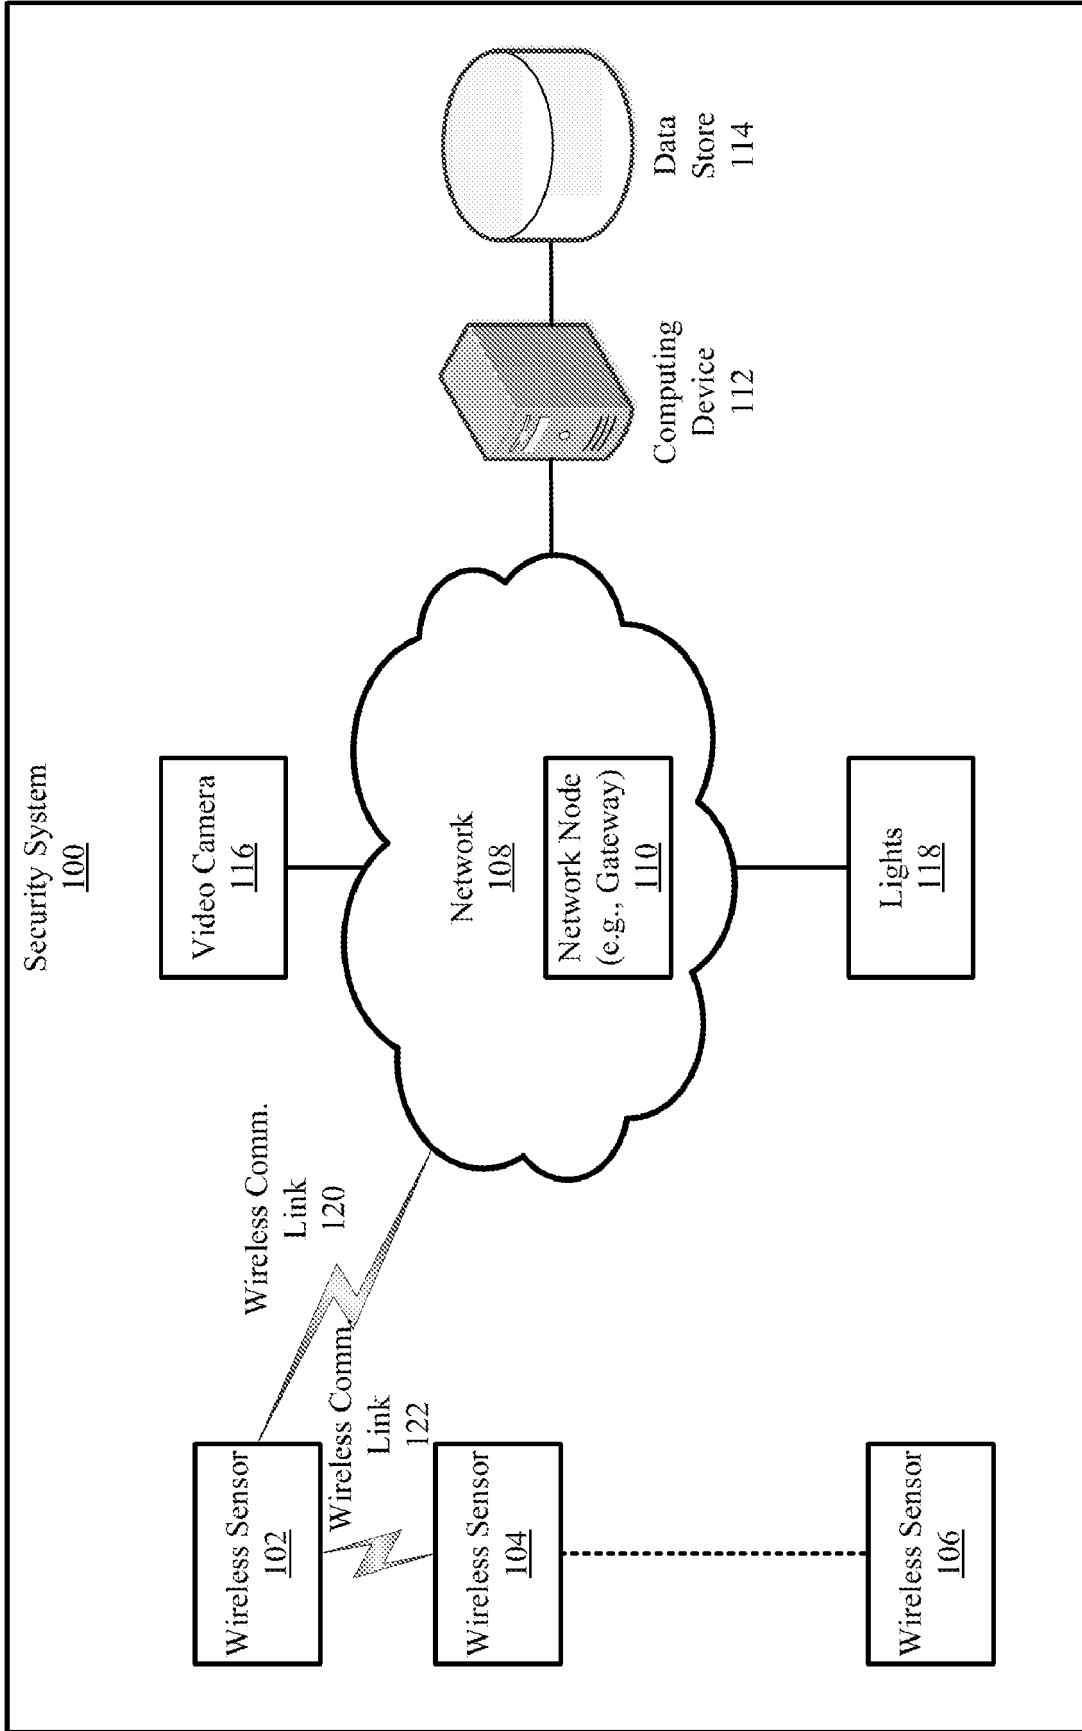 Security System
100
Video Camera
116
Wireless Comm.
Link
120
Wireless Sensor
102
Wireless Comm.
Link
122
Wireless Sensor
104
Wireless Sensor
106
Network
108
Network Node
(e.g., Gateway)
110
Lights
118
Computing
Device
112
Data
Store
114